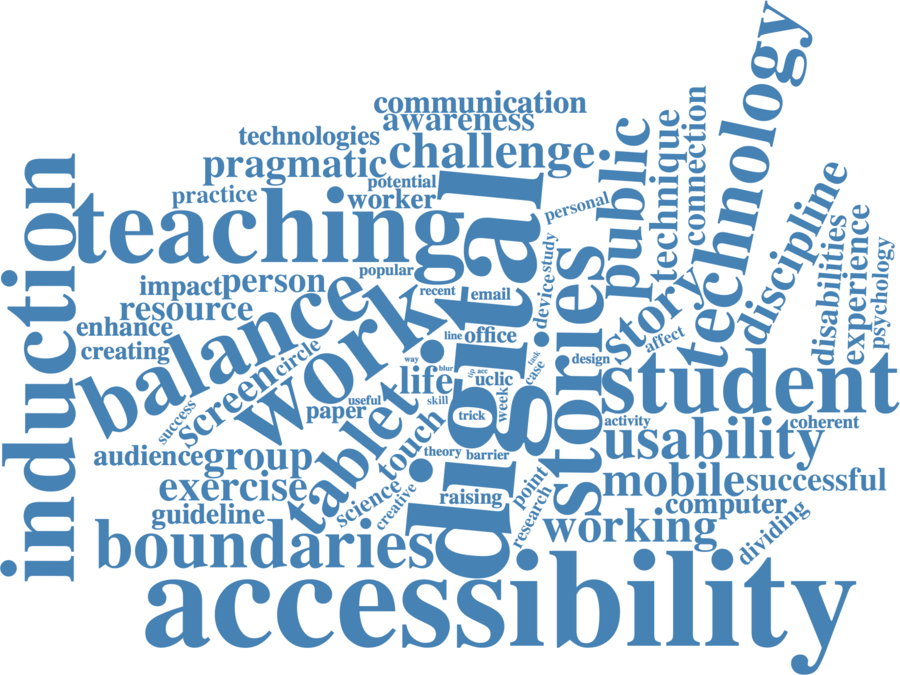 technology
communication
awareness
technologies
challenge
pragmatic
public
technique
connection
potential
practice
worker
personal
teaching
digital
discipline
disabilities
experience
psychology
induction
popular
person
impact
resource
enhance
creating
recent
email
device
study
stories
story
affect
balance
work
line
office
circle
screen
success
way
blur
life
tip
acc
uclic
task
case
design
student
skill
useful
paper
tablet
trick
week
activity
coherent
usability
touch
theory
barrier
audience
group
exercise
science
creative
raising
point
research
mobile
successful
computer
guideline
working
dividing
boundaries
accessibility